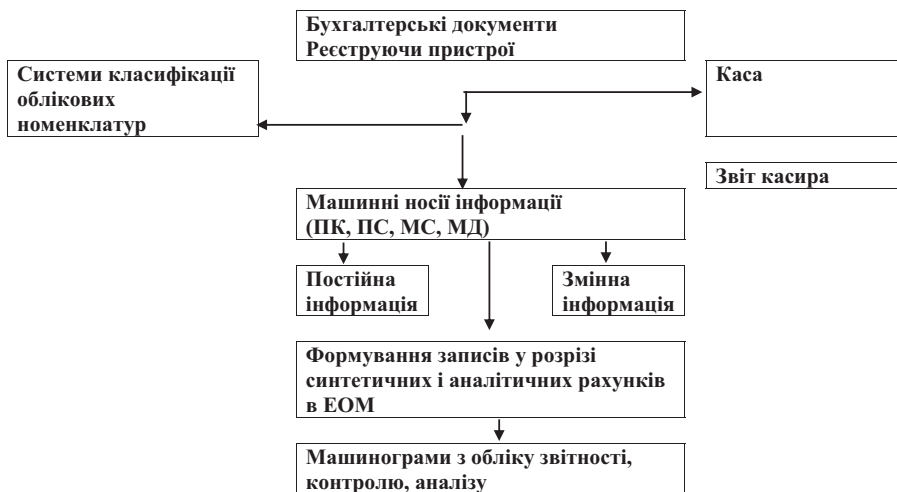 Бухгалтерські документи
Реєструючи пристрої
Системи класифікації
облікових
номенклатур
Каса
Звіт касира
Машинні носії інформації
(ПК, ПС, МС, МД)
Постійна
інформація
Змінна
інформація
Формування записів у розрізі
синтетичних і аналітичних рахунків
в ЕОМ
Машинограми з обліку звітності,
контролю, аналізу